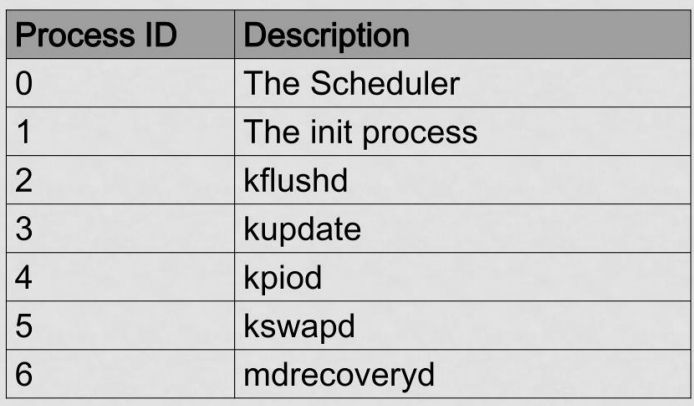 Process ID Description
0 The Scheduler
1 The init process
2 kflushd
3 kupdate
4 kpiod
5 kswapd
6 mdrecoveryd